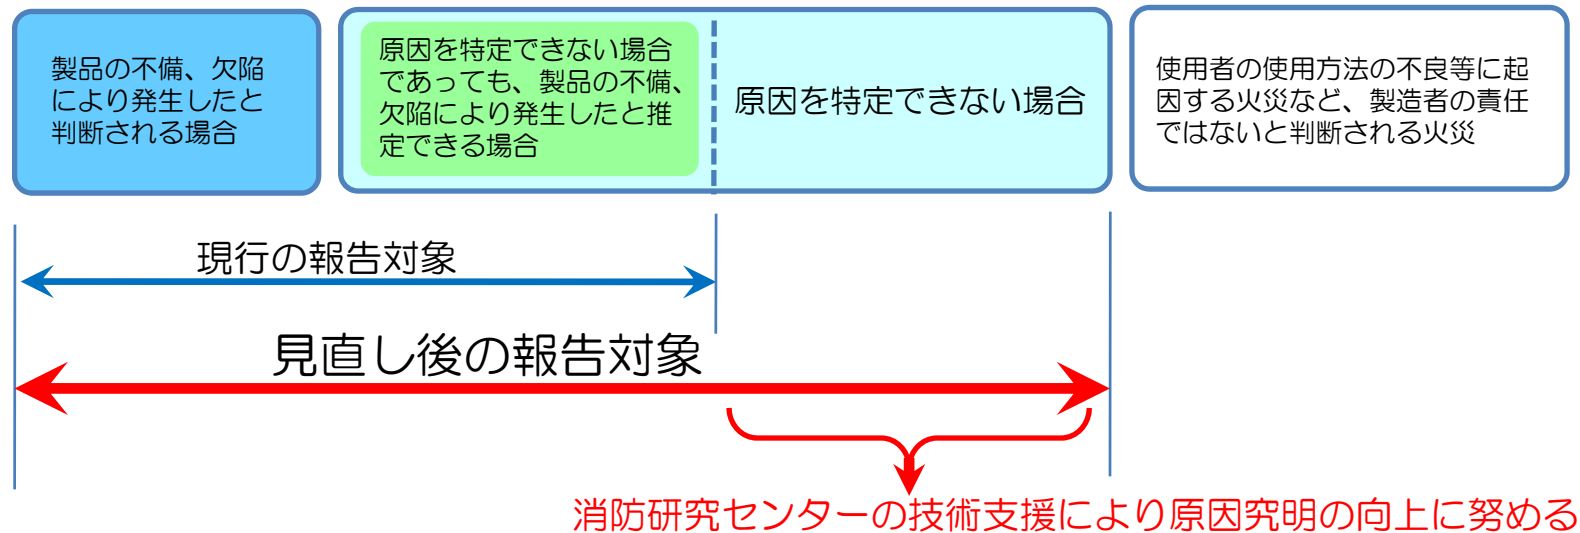 製品の不備、欠陥
により発生したと
判断される場合
原因を特定できない場合
であっても、製品の不備、
欠陥により発生したと推
定できる場合
原因を特定できない場合
使用者の使用方法の不良等に起
因する火災など、製造者の責任
ではないと判断される火災
現行の報告対象
見直し後の報告対象
消防研究センターの技術支援により原因究明の向上に努める